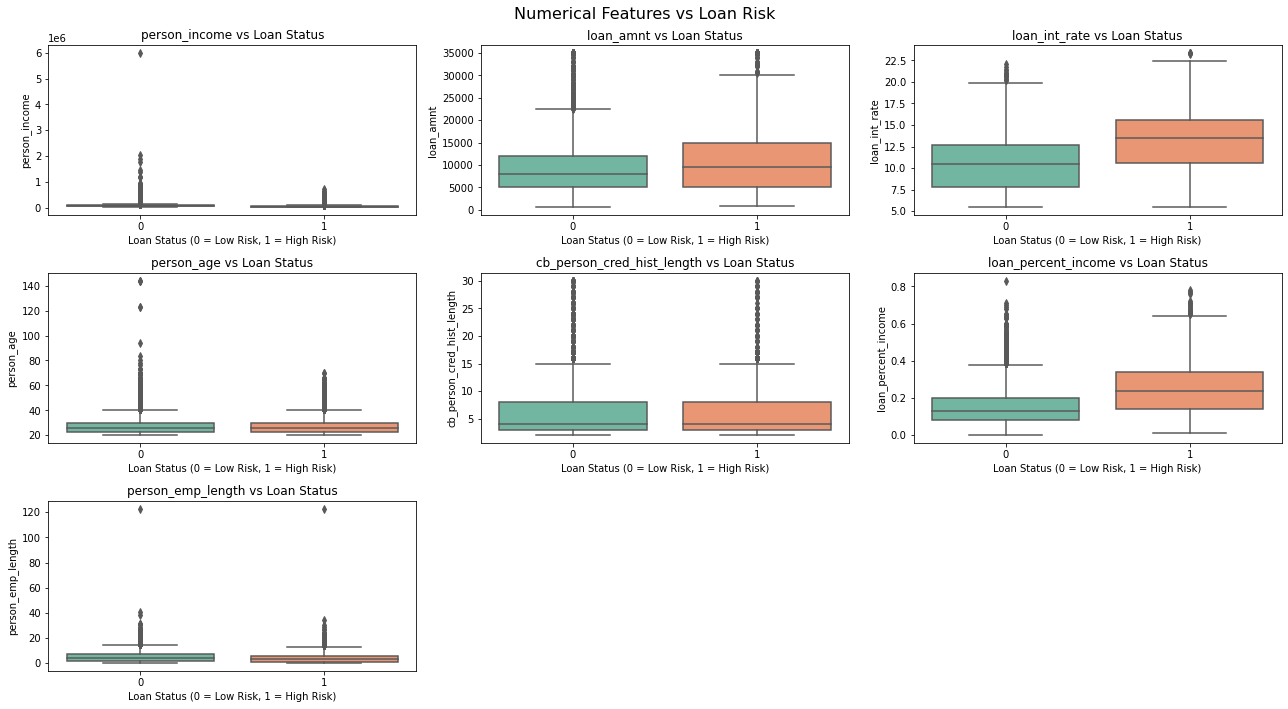 Numerical Features vs Loan Risk
person_income vs Loan Status
1e6
6
5
4
3
2
1
0
person_income
0 1
Loan Status (0 = Low Risk, 1 = High Risk)
loan_amnt vs Loan Status
35000
30000
25000
20000
15000
10000
5000
0
loan_amnt
0 1
Loan Status (0 = Low Risk, 1 = High Risk)
loan_int_rate vs Loan Status
22.5
20.0
17.5
15.0
12.5
10.0
7.5
5.0
loan_int_rate
0 1
Loan Status (0 = Low Risk, 1 = High Risk)
person_age vs Loan Status
140
120
100
80
60
40
20
person_age
0 1
Loan Status (0 = Low Risk, 1 = High Risk)
cb_person_cred_hist_length vs Loan Status
30
25
20
15
10
5
cb_person_cred_hist_length
0 1
Loan Status (0 = Low Risk, 1 = High Risk)
loan_percent_income vs Loan Status
0.8
0.6
0.4
0.2
0.0
loan_percent_income
0 1
Loan Status (0 = Low Risk, 1 = High Risk)
person_emp_length vs Loan Status
120
100
80
60
40
20
0
person_emp_length
0 1
Loan Status (0 = Low Risk, 1 = High Risk)